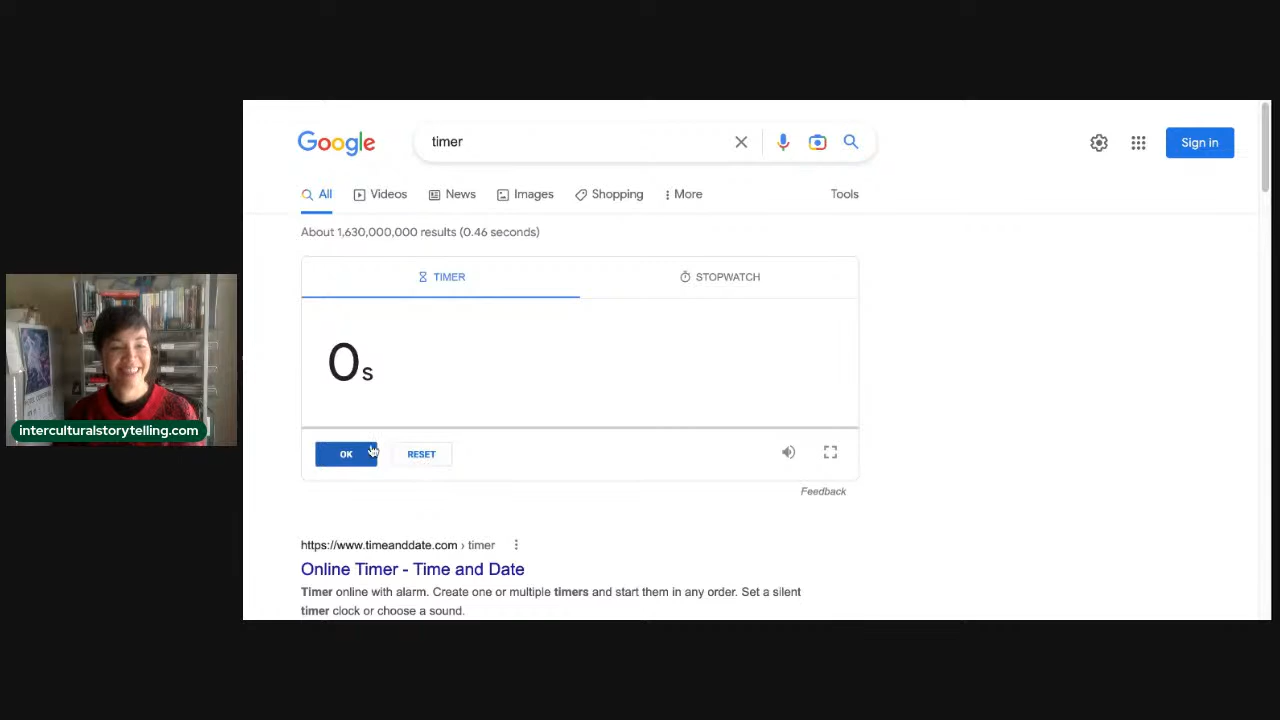 Google
timer
Sign in
All Videos News Images Shopping More Tools
About 1,630,000,000 results (0.46 seconds)
TIMER STOPWATCH
0s
OK RESET
Feedback
https://www.timeanddate.com › timer
Online Timer - Time and Date
Timer online with alarm. Create one or multiple timers and start them in any order. Set a silent
timer clock or choose a sound.
interculturalstorytelling.com